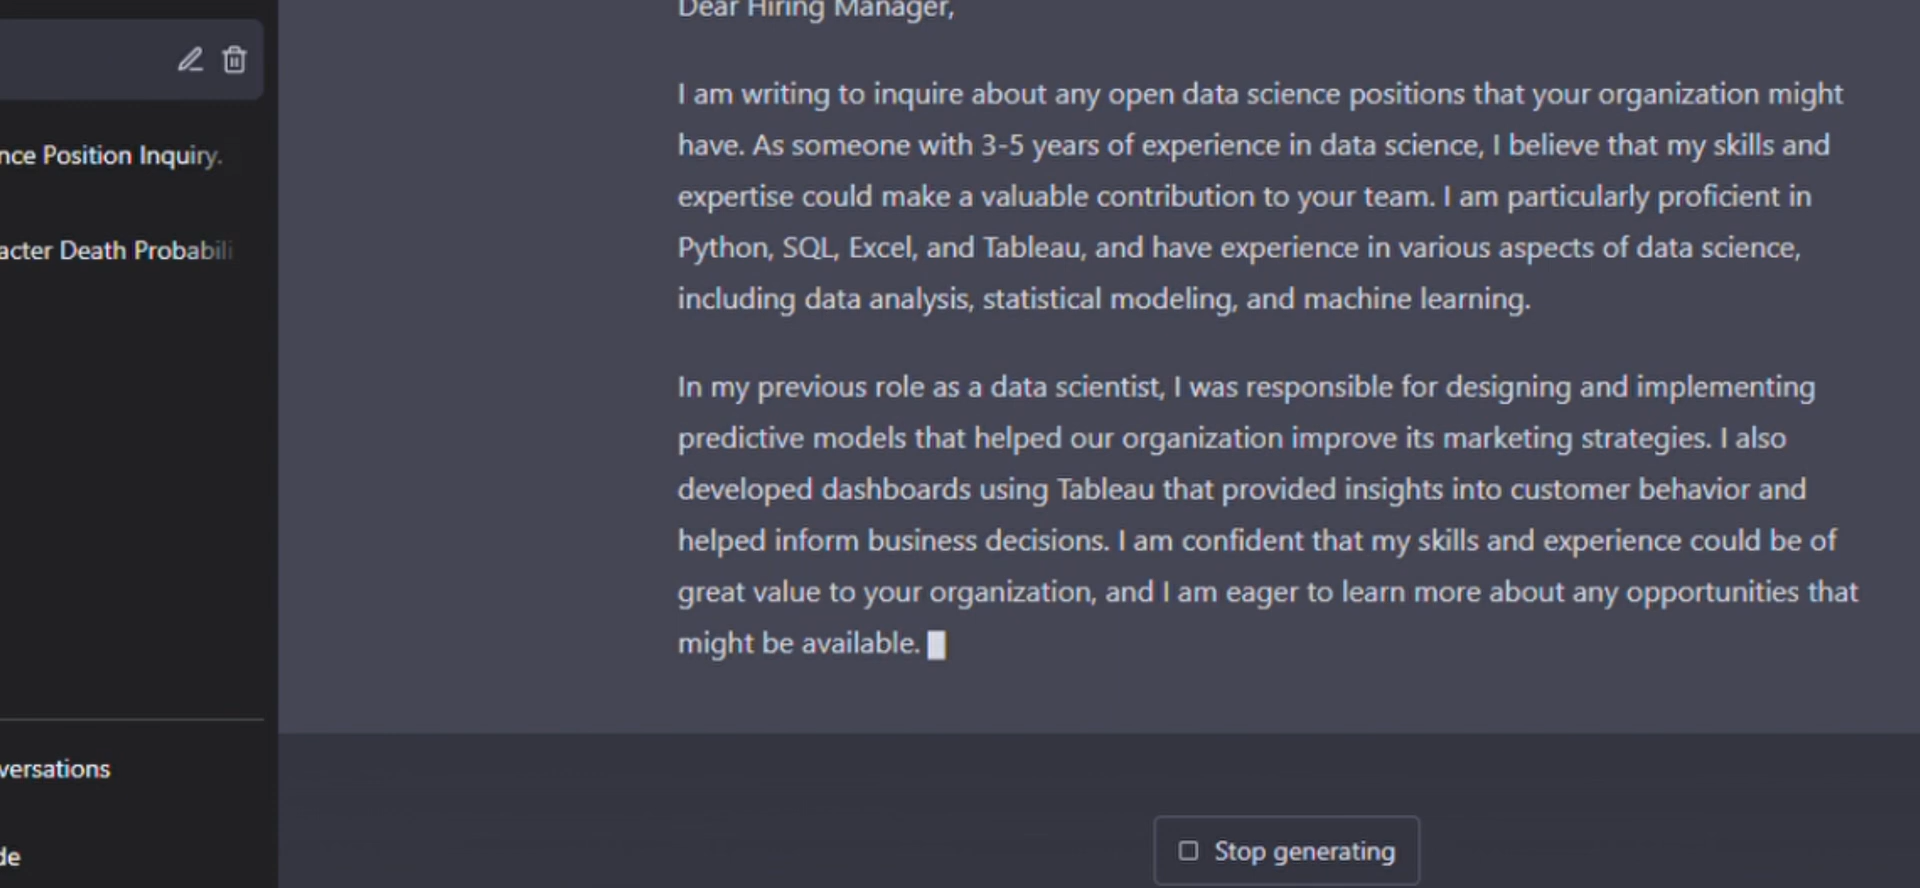 Dear Hiring Manager,
I am writing to inquire about any open data science positions that your organization might
have. As someone with 3-5 years of experience in data science, I believe that my skills and
expertise could make a valuable contribution to your team. I am particularly proficient in
Python, SQL, Excel, and Tableau, and have experience in various aspects of data science,
including data analysis, statistical modeling, and machine learning.
In my previous role as a data scientist, I was responsible for designing and implementing
predictive models that helped our organization improve its marketing strategies. I also
developed dashboards using Tableau that provided insights into customer behavior and
helped inform business decisions. I am confident that my skills and experience could be of
great value to your organization, and I am eager to learn more about any opportunities that
might be available.
nce Position Inquiry.
acter Death Probabili
versations
de
Stop generating